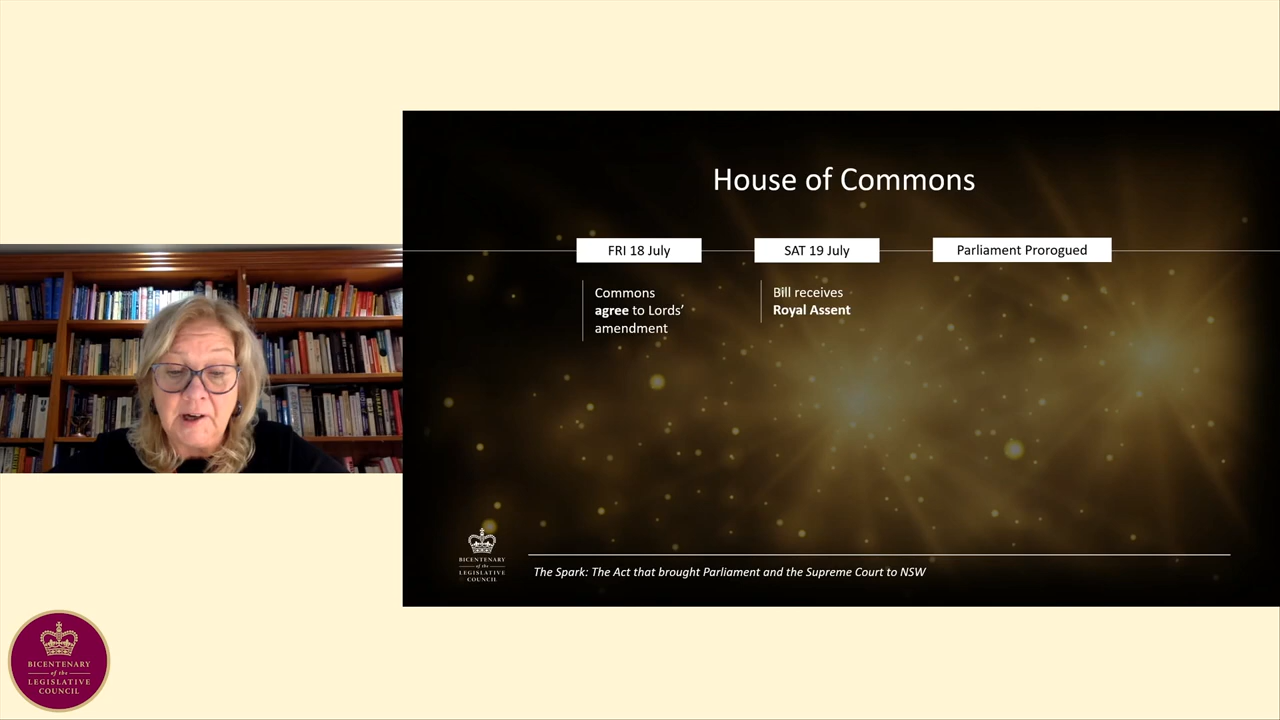 House of Commons
FRI 18 July
SAT 19 July
Parliament Prorogued
Commons
agree to Lords’
amendment
Bill receives
Royal Assent
BICENTENARY
of the
LEGISLATIVE
COUNCIL
The Spark: The Act that brought Parliament and the Supreme Court to NSW
BICENTENARY
of the
LEGISLATIVE
COUNCIL